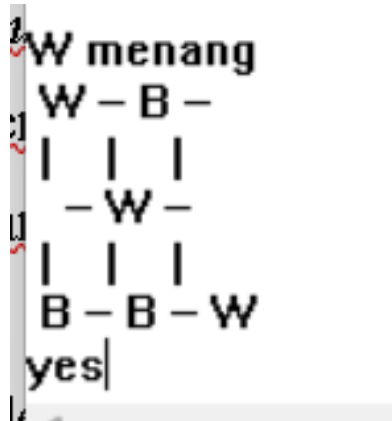 W menang
W – B –
|   |   |
– W –
|   |   |
B – B – W
yes